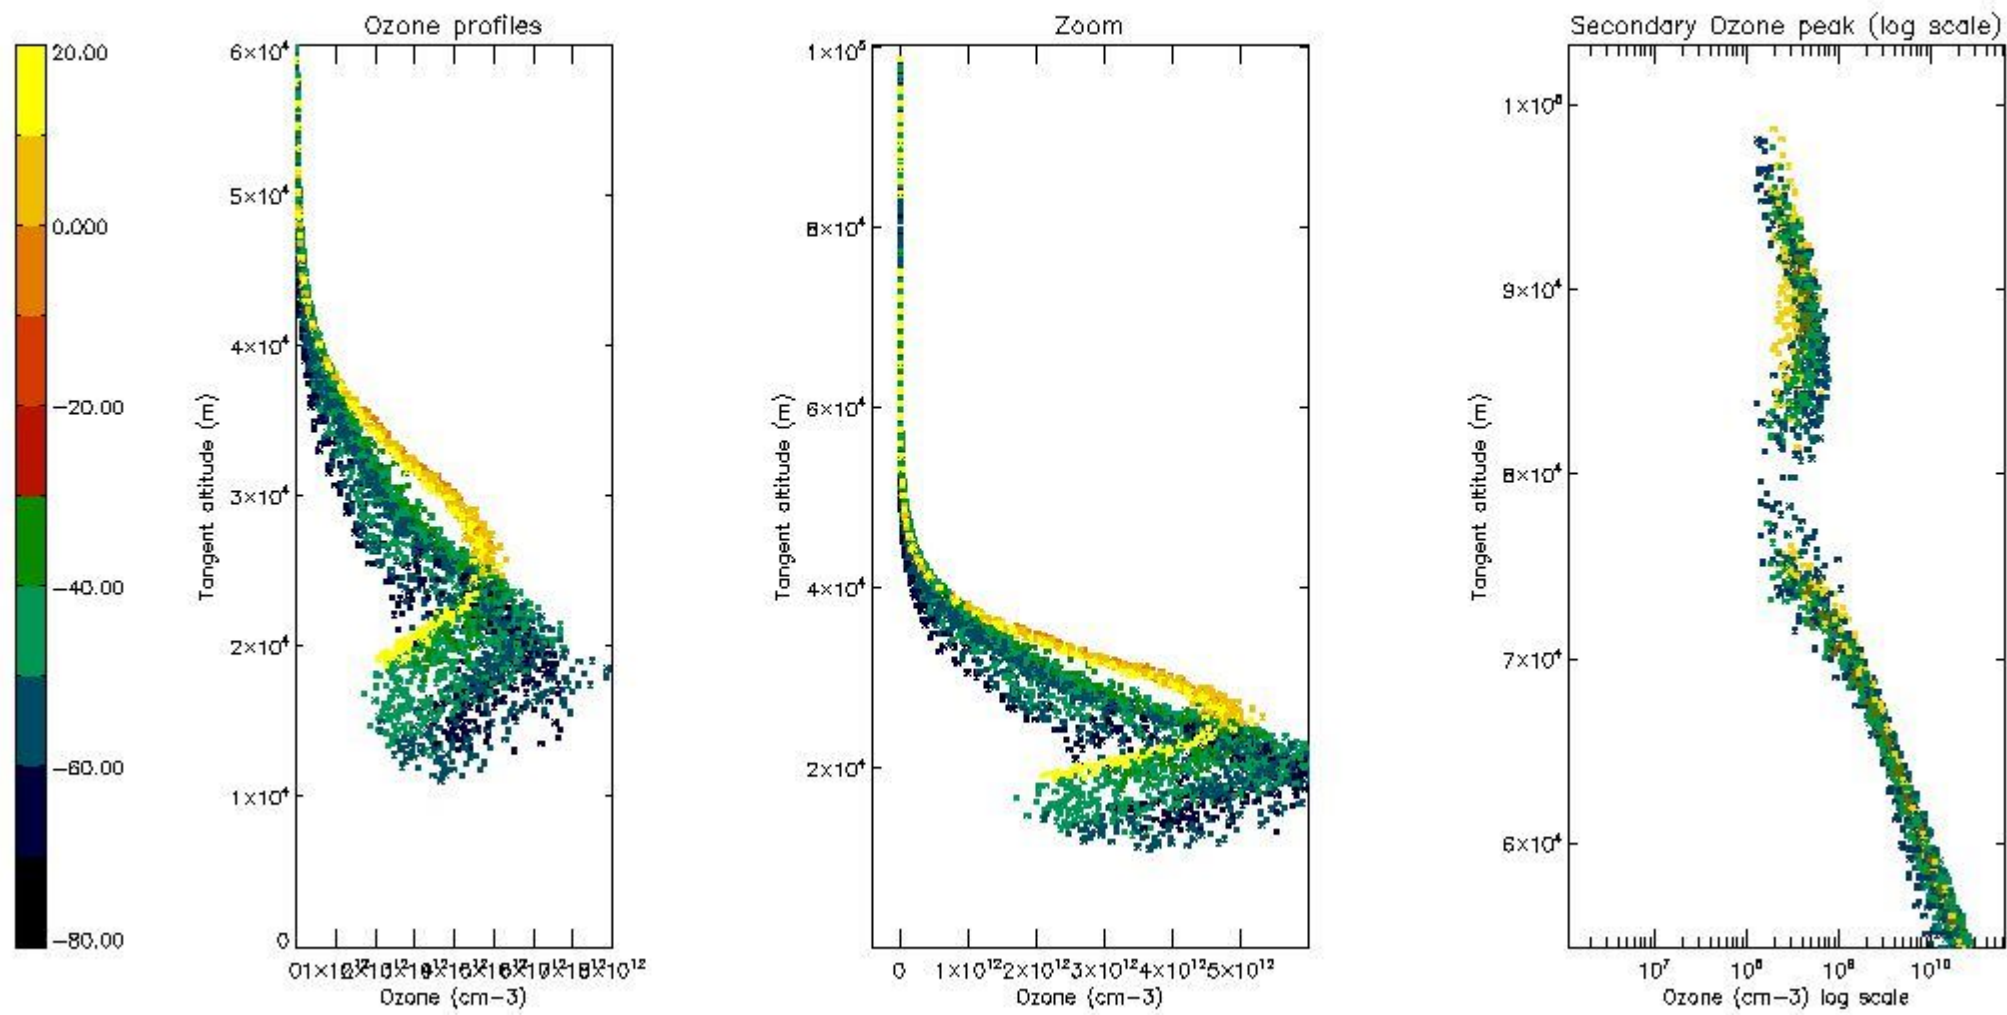 Ozone profiles
Zoom
Secondary Ozone peak (log scale)
20.00
0.000
−20.00
−40.00
−60.00
−80.00
6×10⁴
5×10⁴
4×10⁴
3×10⁴
2×10⁴
1×10⁴
0
Tangent altitude (m)
Ozone (cm−3)
1×10⁵
8×10⁴
6×10⁴
4×10⁴
2×10⁴
Tangent altitude (m)
0 1×10¹² 2×10¹² 3×10¹² 4×10¹² 5×10¹²
Ozone (cm−3)
1×10⁵
9×10⁴
8×10⁴
7×10⁴
6×10⁴
Tangent altitude (m)
10⁷ 10⁸ 10⁹ 10¹⁰
Ozone (cm−3) log scale